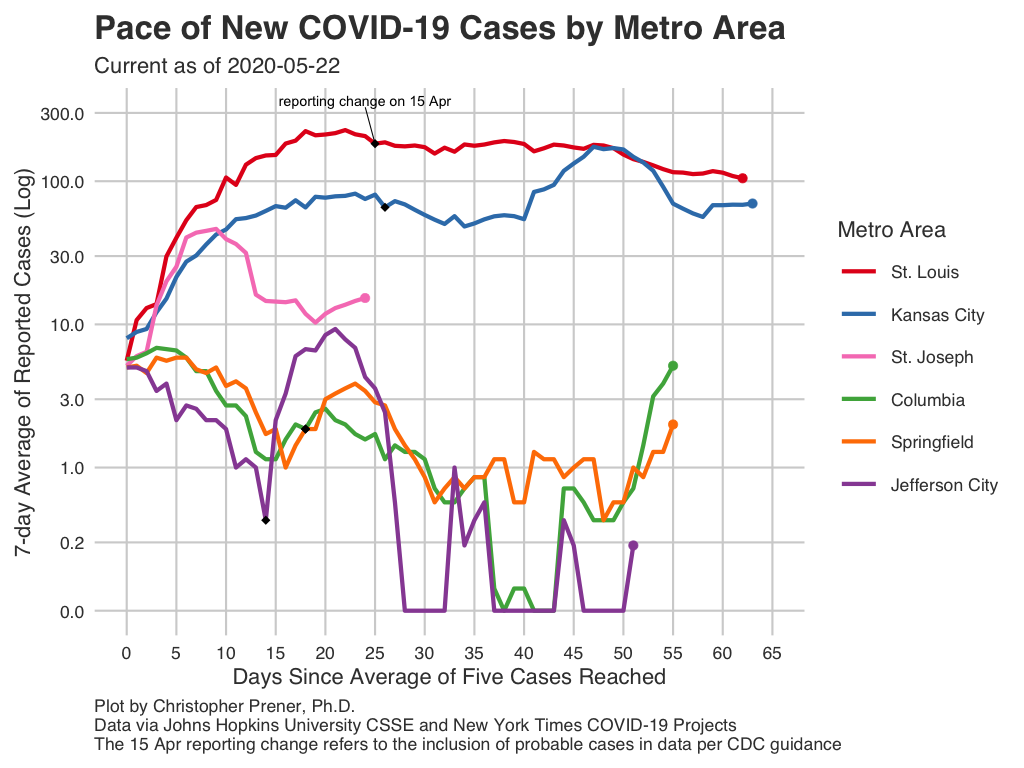 Pace of New COVID-19 Cases by Metro Area
Current as of 2020-05-22
reporting change on 15 Apr
7-day Average of Reported Cases (Log)
300.0
100.0
30.0
10.0
3.0
1.0
0.2
0.0
0 5 10 15 20 25 30 35 40 45 50 55 60 65
Days Since Average of Five Cases Reached
Metro Area
St. Louis
Kansas City
St. Joseph
Columbia
Springfield
Jefferson City
Plot by Christopher Prener, Ph.D.
Data via Johns Hopkins University CSSE and New York Times COVID-19 Projects
The 15 Apr reporting change refers to the inclusion of probable cases in data per CDC guidance